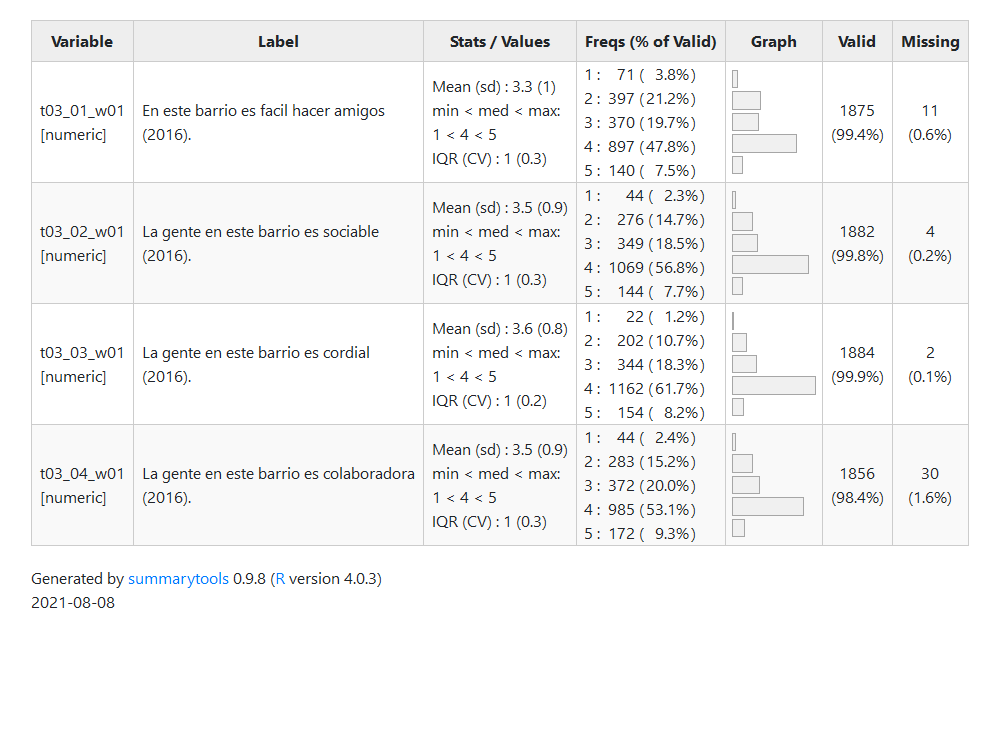 Variable Label Stats / Values Freqs (% of Valid) Graph Valid Missing
t03_01_w01
[numeric]
En este barrio es facil hacer amigos
(2016).
Mean (sd) : 3.3 (1)
min < med < max:
1 < 4 < 5
IQR (CV) : 1 (0.3)
1 : 71 ( 3.8%)
2 : 397 (21.2%)
3 : 370 (19.7%)
4 : 897 (47.8%)
5 : 140 ( 7.5%)
1875
(99.4%)
11
(0.6%)
t03_02_w01
[numeric]
La gente en este barrio es sociable
(2016).
Mean (sd) : 3.5 (0.9)
min < med < max:
1 < 4 < 5
IQR (CV) : 1 (0.3)
1 : 44 ( 2.3%)
2 : 276 (14.7%)
3 : 349 (18.5%)
4 : 1069 (56.8%)
5 : 144 ( 7.7%)
1882
(99.8%)
4
(0.2%)
t03_03_w01
[numeric]
La gente en este barrio es cordial
(2016).
Mean (sd) : 3.6 (0.8)
min < med < max:
1 < 4 < 5
IQR (CV) : 1 (0.2)
1 : 22 ( 1.2%)
2 : 202 (10.7%)
3 : 344 (18.3%)
4 : 1162 (61.7%)
5 : 154 ( 8.2%)
1884
(99.9%)
2
(0.1%)
t03_04_w01
[numeric]
La gente en este barrio es colaboradora
(2016).
Mean (sd) : 3.5 (0.9)
min < med < max:
1 < 4 < 5
IQR (CV) : 1 (0.3)
1 : 44 ( 2.4%)
2 : 283 (15.2%)
3 : 372 (20.0%)
4 : 985 (53.1%)
5 : 172 ( 9.3%)
1856
(98.4%)
30
(1.6%)
Generated by summarytools 0.9.8 (R version 4.0.3)
2021-08-08